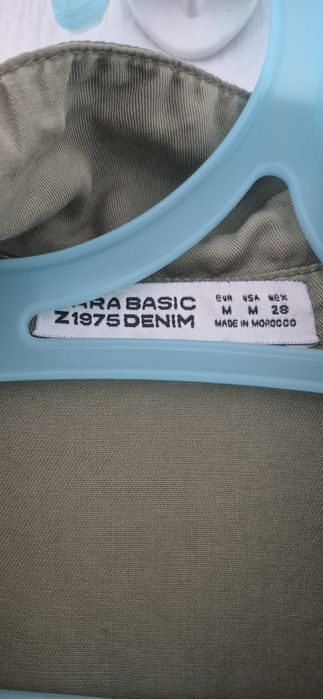 ARA BASIC
Z1975 DENIM
EUR USA MEX
M M 28
MADE IN MOROCCO